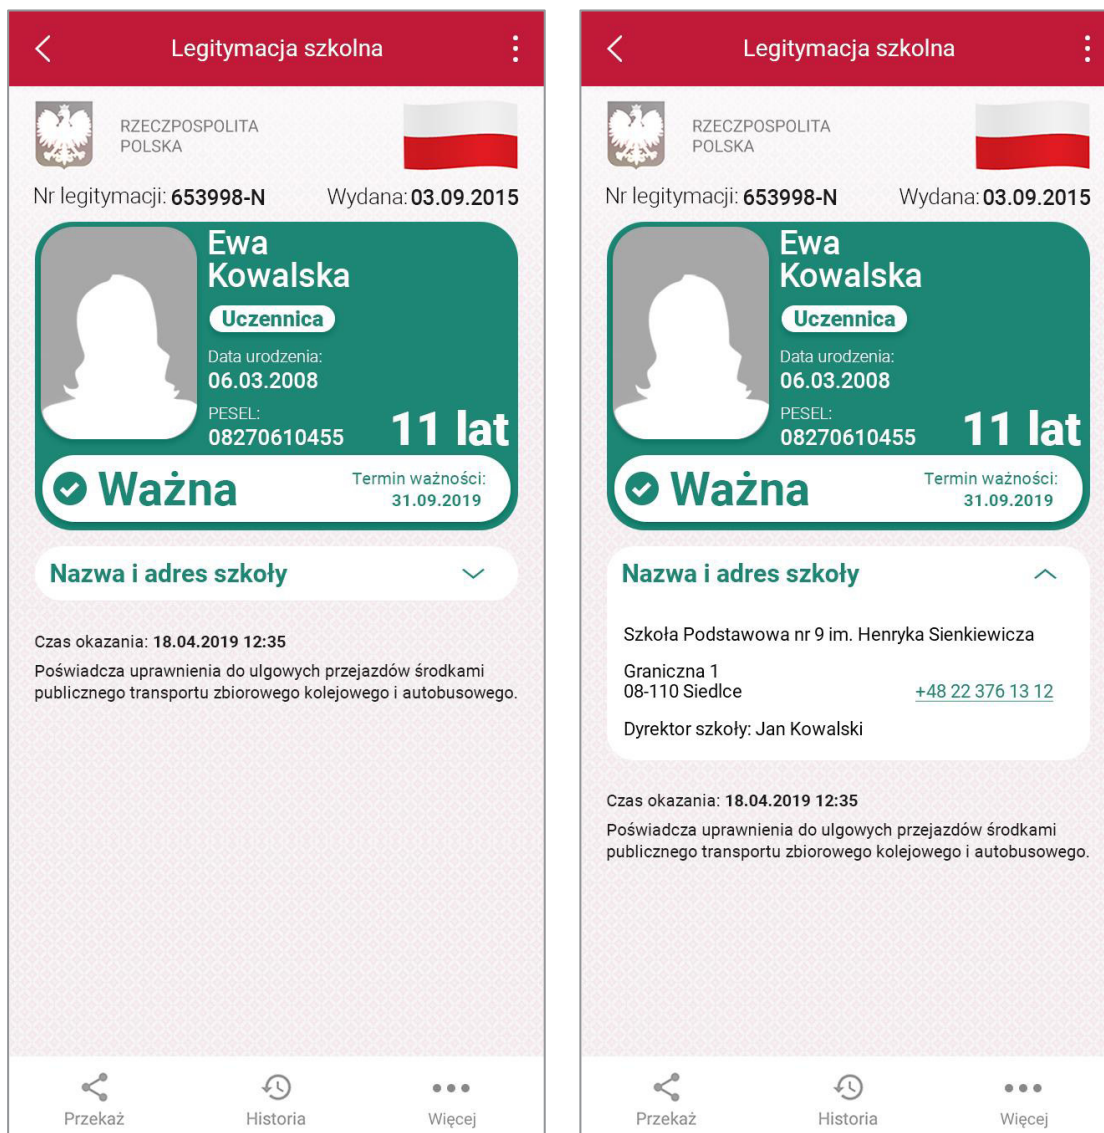 Legitymacja szkolna
RZECZPOSPOLITA
POLSKA
Nr legitymacji: 653998-N Wydana: 03.09.2015
Ewa
Kowalska
Uczennica
Data urodzenia:
06.03.2008
PESEL:
08270610455
11 lat
Ważna
Termin ważności:
31.09.2019
Nazwa i adres szkoły
Czas okazania: 18.04.2019 12:35
Poświadcza uprawnienia do ulgowych przejazdów środkami
publicznego transportu zbiorowego kolejowego i autobusowego.
Przekaż Historia Więcej
Legitymacja szkolna
RZECZPOSPOLITA
POLSKA
Nr legitymacji: 653998-N Wydana: 03.09.2015
Ewa
Kowalska
Uczennica
Data urodzenia:
06.03.2008
PESEL:
08270610455
11 lat
Ważna
Termin ważności:
31.09.2019
Nazwa i adres szkoły
Szkoła Podstawowa nr 9 im. Henryka Sienkiewicza
Graniczna 1
08-110 Siedlce +48 22 376 13 12
Dyrektor szkoły: Jan Kowalski
Czas okazania: 18.04.2019 12:35
Poświadcza uprawnienia do ulgowych przejazdów środkami
publicznego transportu zbiorowego kolejowego i autobusowego.
Przekaż Historia Więcej